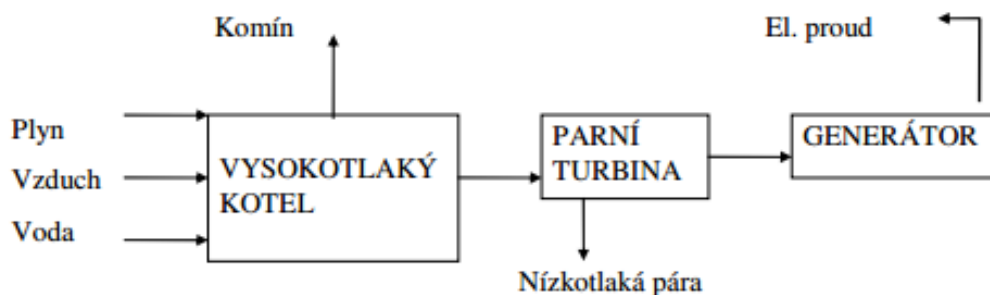 Komín
El. proud
Plyn
Vzduch
Voda
VYSOKOTLAKÝ
KOTEL
PARNÍ
TURBINA
GENERÁTOR
Nízkotlaká pára